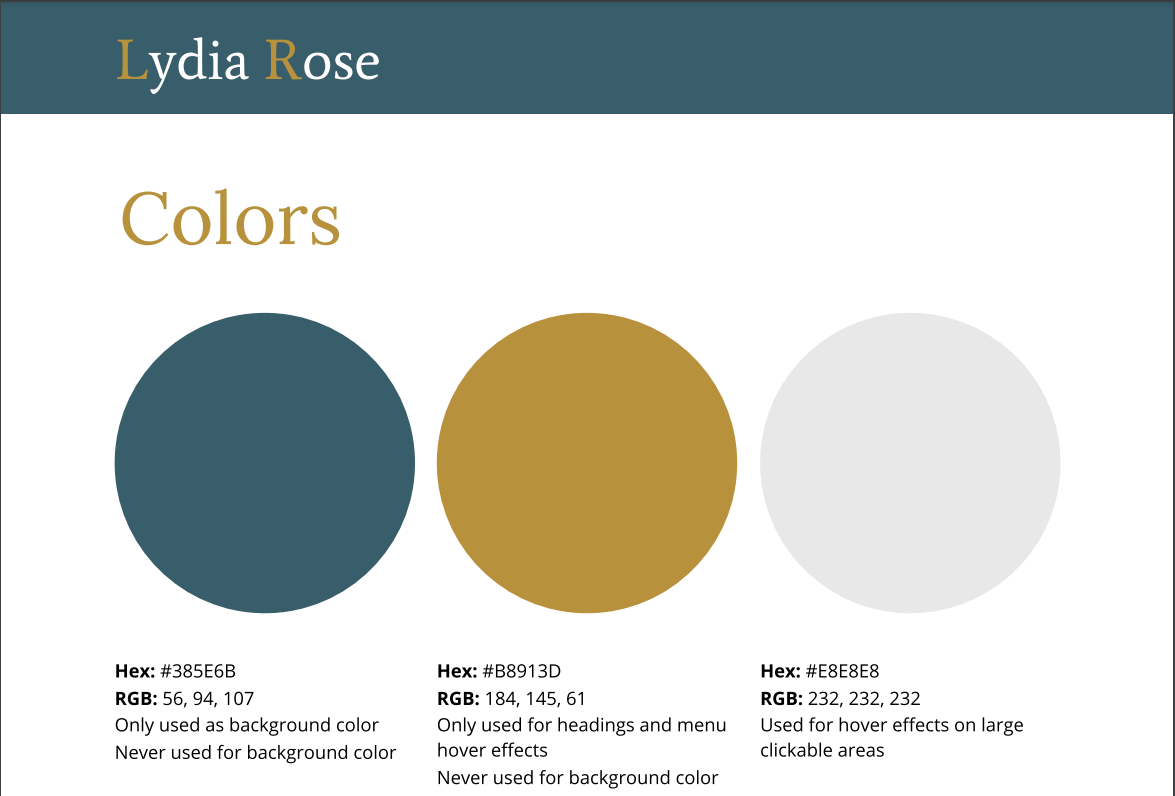 Lydia Rose
Colors
Hex: #385E6B
RGB: 56, 94, 107
Only used as background color
Never used for background color
Hex: #B8913D
RGB: 184, 145, 61
Only used for headings and menu
hover effects
Never used for background color
Hex: #E8E8E8
RGB: 232, 232, 232
Used for hover effects on large
clickable areas